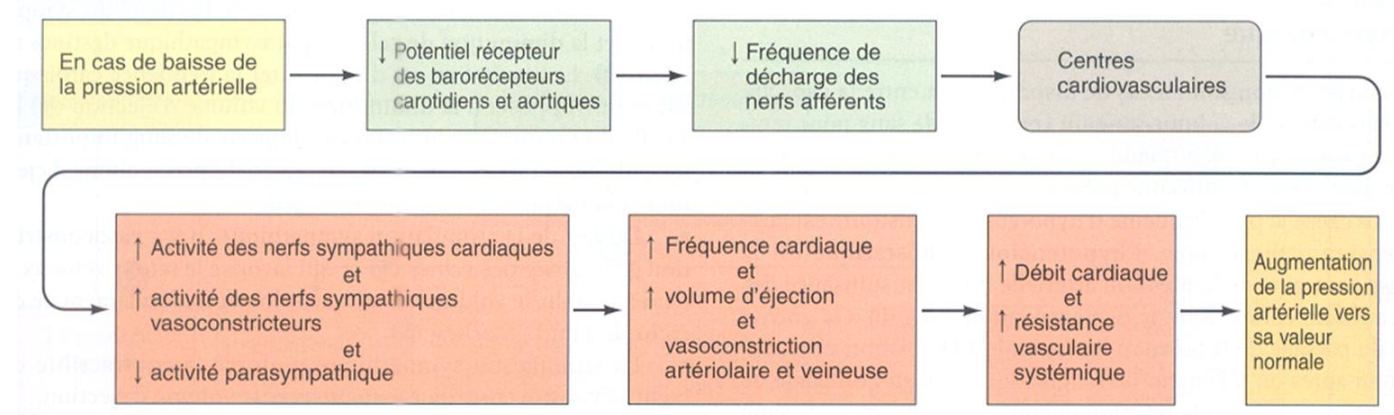 En cas de baisse de
la pression artérielle
↓ Potentiel récepteur
des barorécepteurs
carotidiens et aortiques
↓ Fréquence de
décharge des
nerfs afférents
Centres
cardiovasculaires
↑ Activité des nerfs sympathiques cardiaques
et
↑ activité des nerfs sympathiques
vasoconstricteurs
et
↓ activité parasympathique
↑ Fréquence cardiaque
et
↑ volume d'éjection
et
vasoconstriction
artériolaire et veineuse
↑ Débit cardiaque
et
↑ résistance
vasculaire
systémique
Augmentation
de la pression
artérielle vers
sa valeur
normale